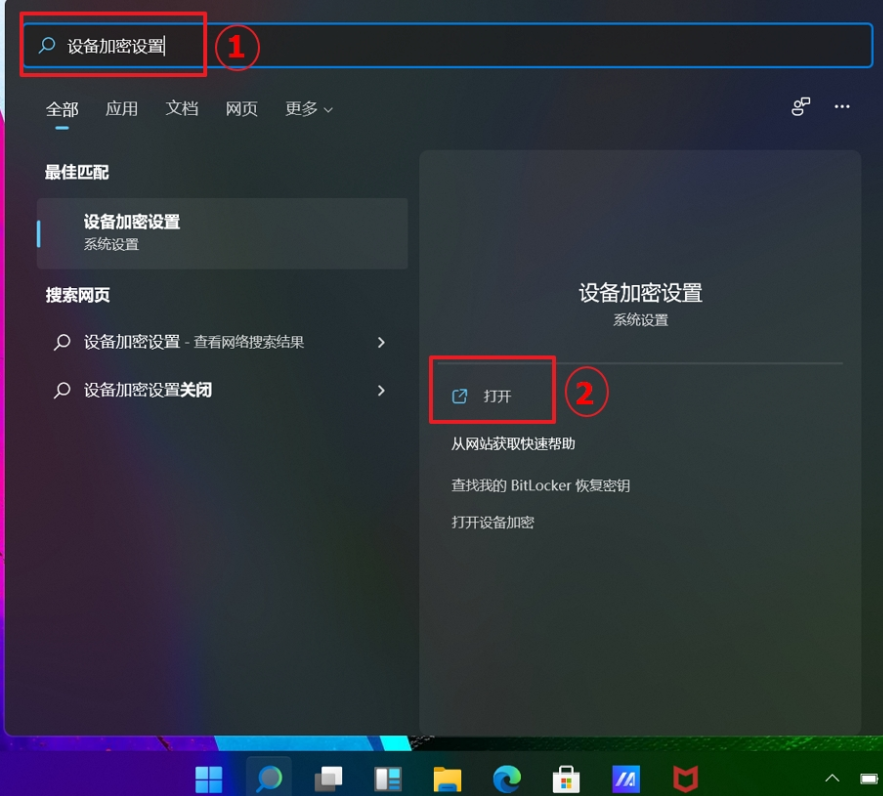 设备加密设置
1
全部 应用 文档 网页 更多
最佳匹配
设备加密设置
系统设置
搜索网页
设备加密设置 - 查看网络搜索结果
设备加密设置关闭
设备加密设置
系统设置
打开
2
从网站获取快速帮助
查找我的 BitLocker 恢复密钥
打开设备加密